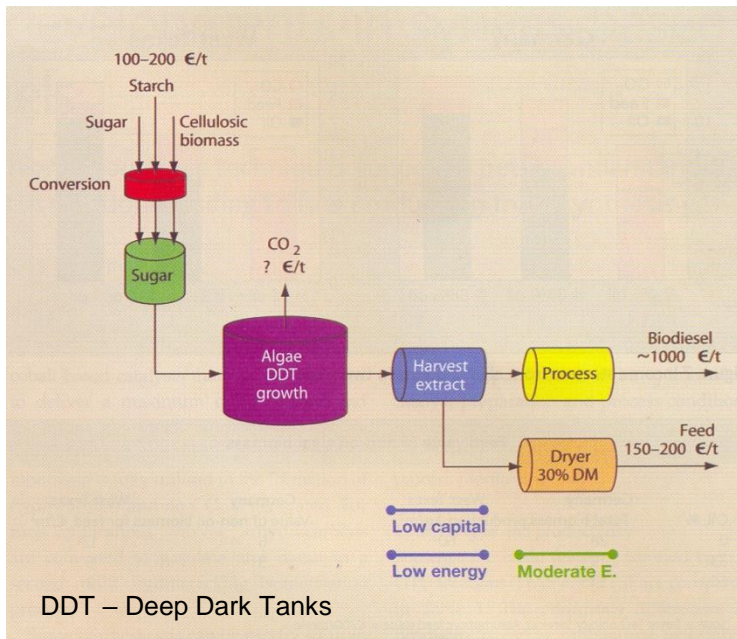 100–200 €/t
Starch
Sugar
Cellulosic
biomass
Conversion
Sugar
CO2
? €/t
Algae
DDT
growth
Harvest
extract
Process
Biodiesel
~1000 €/t
Dryer
30% DM
Feed
150–200 €/t
Low capital
Low energy
Moderate E.
DDT – Deep Dark Tanks